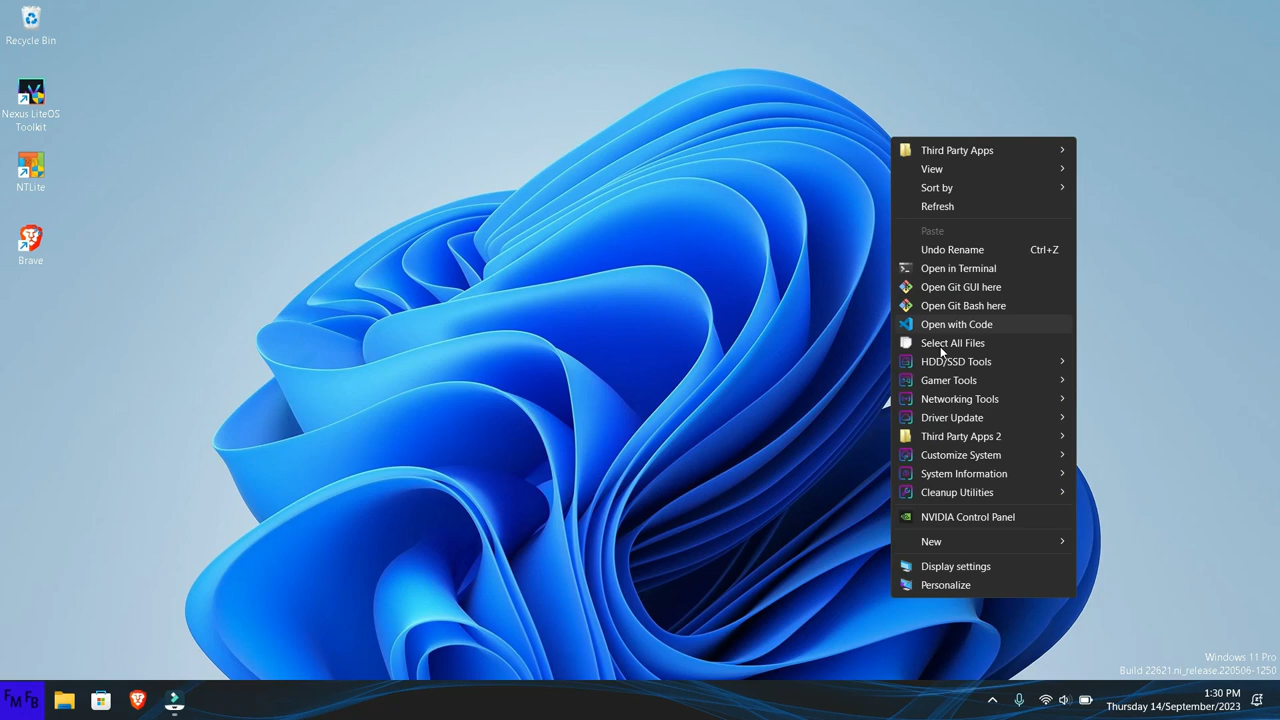 Recycle Bin
Nexus LiteOS
Toolkit
NTLite
Brave
Third Party Apps
View
Sort by
Refresh
Paste
Undo Rename Ctrl+Z
Open in Terminal
Open Git GUI here
Open Git Bash here
Open with Code
Select All Files
HDD/SSD Tools
Gamer Tools
Networking Tools
Driver Update
Third Party Apps 2
Customize System
System Information
Cleanup Utilities
NVIDIA Control Panel
New
Display settings
Personalize
Windows 11 Pro
Build 22621.ni_release.220506-1250
FMFB
1:30 PM
Thursday 14/September/2023